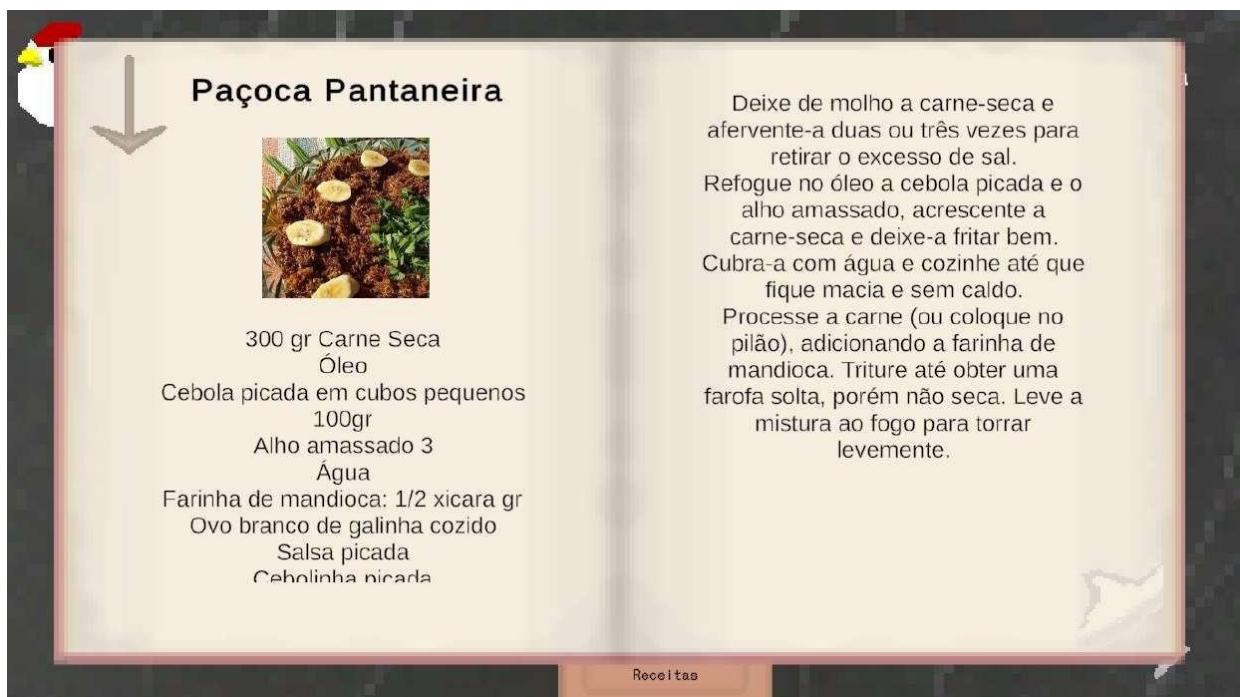 Paçoca Pantaneira
300 gr Carne Seca
Óleo
Cebola picada em cubos pequenos
100gr
Alho amassado 3
Água
Farinha de mandioca: 1/2 xicara gr
Ovo branco de galinha cozido
Salsa picada
Cebolinha picada
Deixe de molho a carne-seca e
afervente-a duas ou três vezes para
retirar o excesso de sal.
Refogue no óleo a cebola picada e o
alho amassado, acrescente a
carne-seca e deixe-a fritar bem.
Cubra-a com água e cozinhe até que
fique macia e sem caldo.
Processe a carne (ou coloque no
pilão), adicionando a farinha de
mandioca. Triture até obter uma
farofa solta, porém não seca. Leve a
mistura ao fogo para torrar
levemente.
Receitas